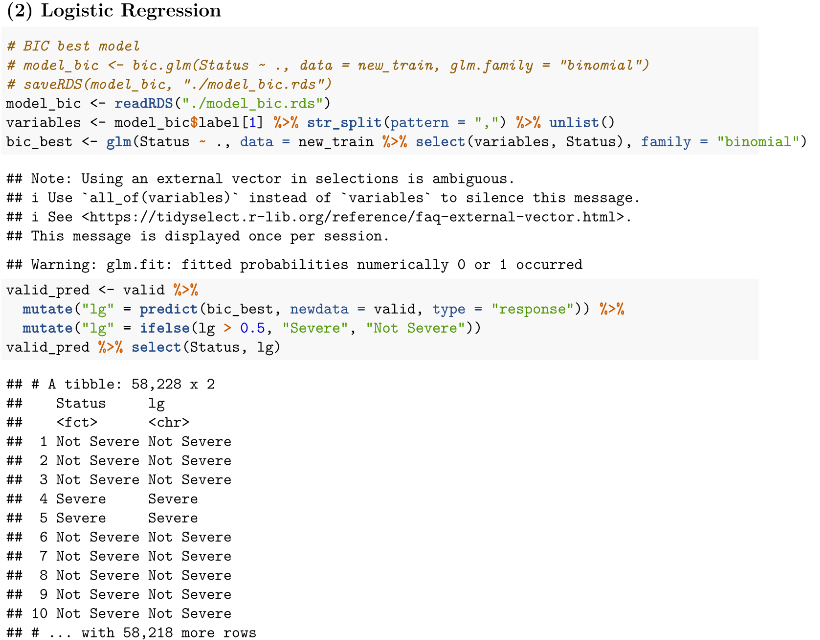 (2) Logistic Regression
# BIC best model
# model_bic <- bic.glm(Status ~ ., data = new_train, glm.family = "binomial")
# saveRDS(model_bic, "./model_bic.rds")
model_bic <- readRDS("./model_bic.rds")
variables <- model_bic$label[1] %>% str_split(pattern = ",") %>% unlist()
bic_best <- glm(Status ~ ., data = new_train %>% select(variables, Status), family = "binomial")
## Note: Using an external vector in selections is ambiguous.
## i Use `all_of(variables)` instead of `variables` to silence this message.
## i See <https://tidyselect.r-lib.org/reference/faq-external-vector.html>.
## This message is displayed once per session.
## Warning: glm.fit: fitted probabilities numerically 0 or 1 occurred
valid_pred <- valid %>%
  mutate("lg" = predict(bic_best, newdata = valid, type = "response")) %>%
  mutate("lg" = ifelse(lg > 0.5, "Severe", "Not Severe"))
valid_pred %>% select(Status, lg)
## # A tibble: 58,228 x 2
##    Status     lg
##    <fct>      <chr>
##  1 Not Severe Not Severe
##  2 Not Severe Not Severe
##  3 Not Severe Not Severe
##  4 Severe     Severe
##  5 Severe     Severe
##  6 Not Severe Not Severe
##  7 Not Severe Not Severe
##  8 Not Severe Not Severe
##  9 Not Severe Not Severe
## 10 Not Severe Not Severe
## # ... with 58,218 more rows